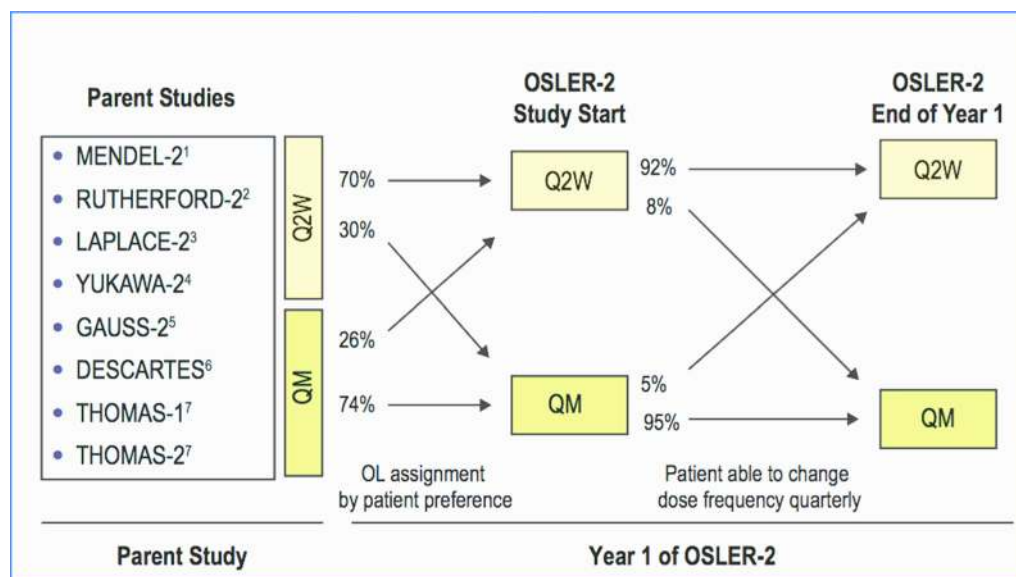 Parent Studies
OSLER-2
Study Start
OSLER-2
End of Year 1
• MENDEL-2¹
• RUTHERFORD-2²
• LAPLACE-2³
• YUKAWA-2⁴
• GAUSS-2⁵
• DESCARTES⁶
• THOMAS-1⁷
• THOMAS-2⁷
Q2W
QM
70%
30%
26%
74%
Q2W
QM
92%
8%
5%
95%
Q2W
QM
OL assignment
by patient preference
Patient able to change
dose frequency quarterly
Parent Study
Year 1 of OSLER-2